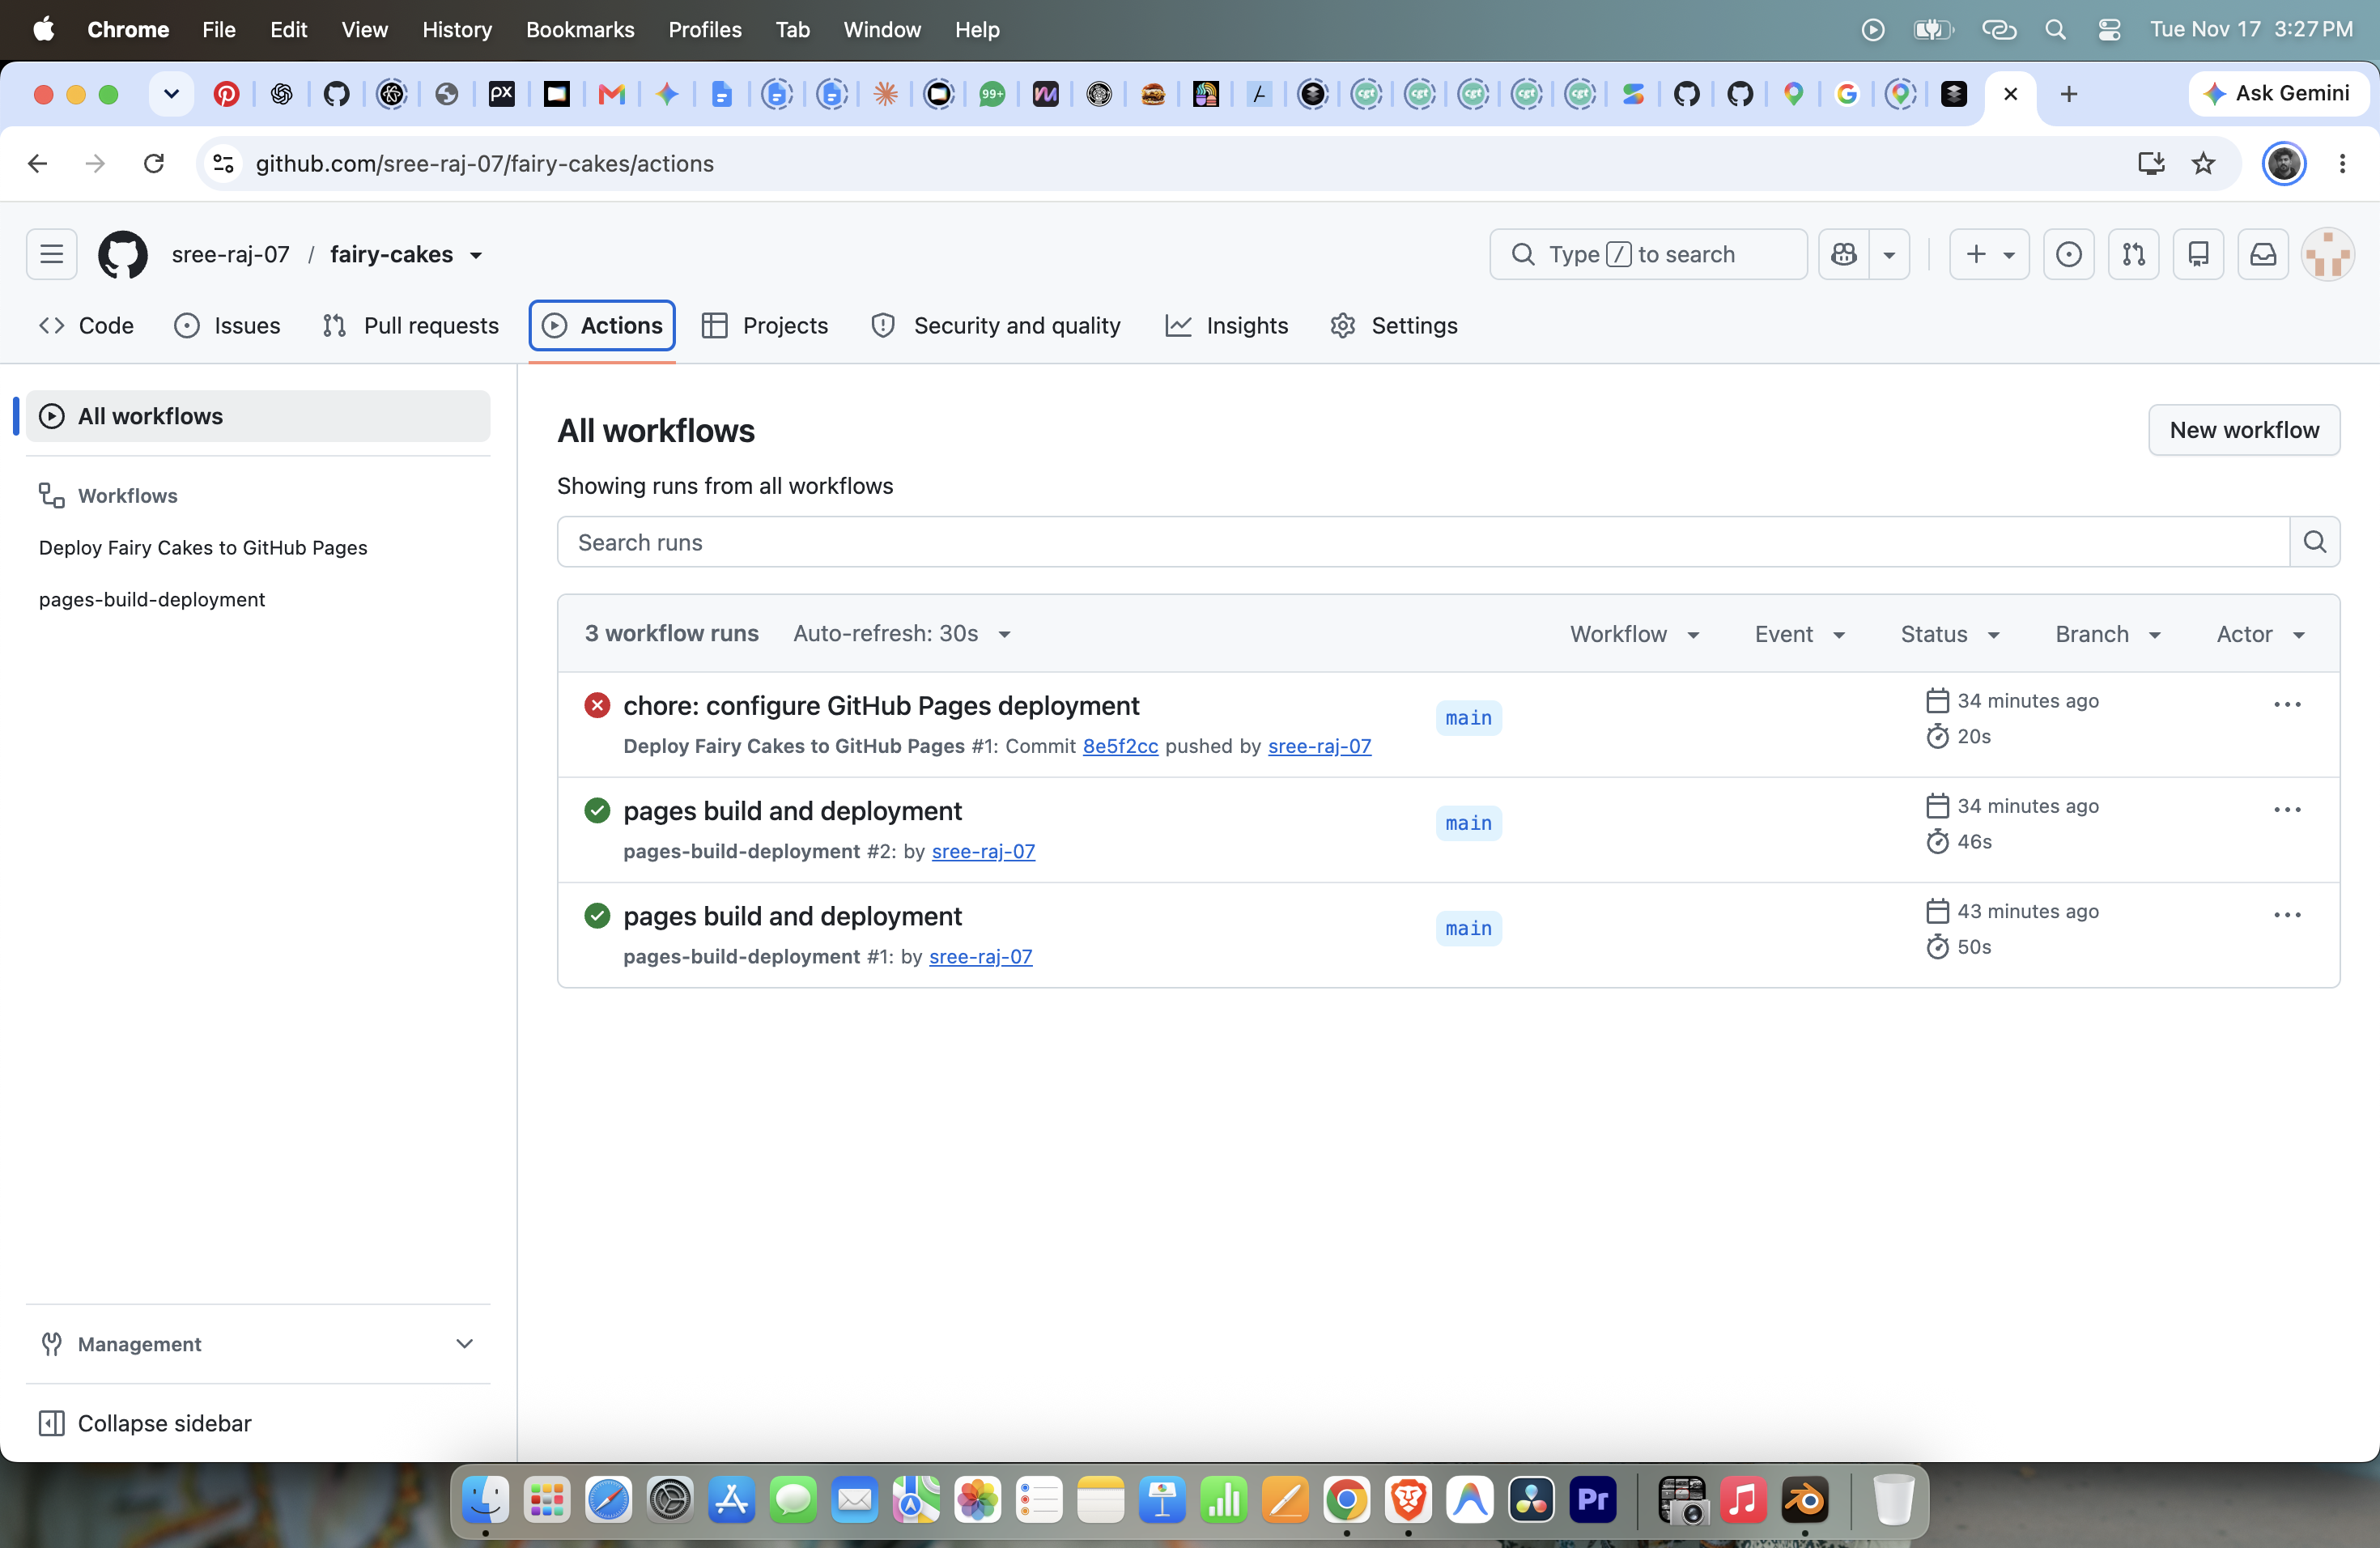 Chrome File Edit View History Bookmarks Profiles Tab Window Help Tue Nov 17 3:27 PM
99+ cgt cgt cgt cgt cgt Ask Gemini
github.com/sree-raj-07/fairy-cakes/actions
sree-raj-07 / fairy-cakes Type / to search
Code Issues Pull requests Actions Projects Security and quality Insights Settings
All workflows
Workflows
Deploy Fairy Cakes to GitHub Pages
pages-build-deployment
Management
Collapse sidebar
All workflows New workflow
Showing runs from all workflows
Search runs
3 workflow runs Auto-refresh: 30s Workflow Event Status Branch Actor
chore: configure GitHub Pages deployment main 34 minutes ago
Deploy Fairy Cakes to GitHub Pages #1: Commit 8e5f2cc pushed by sree-raj-07 20s
pages build and deployment main 34 minutes ago
pages-build-deployment #2: by sree-raj-07 46s
pages build and deployment main 43 minutes ago
pages-build-deployment #1: by sree-raj-07 50s
Pr